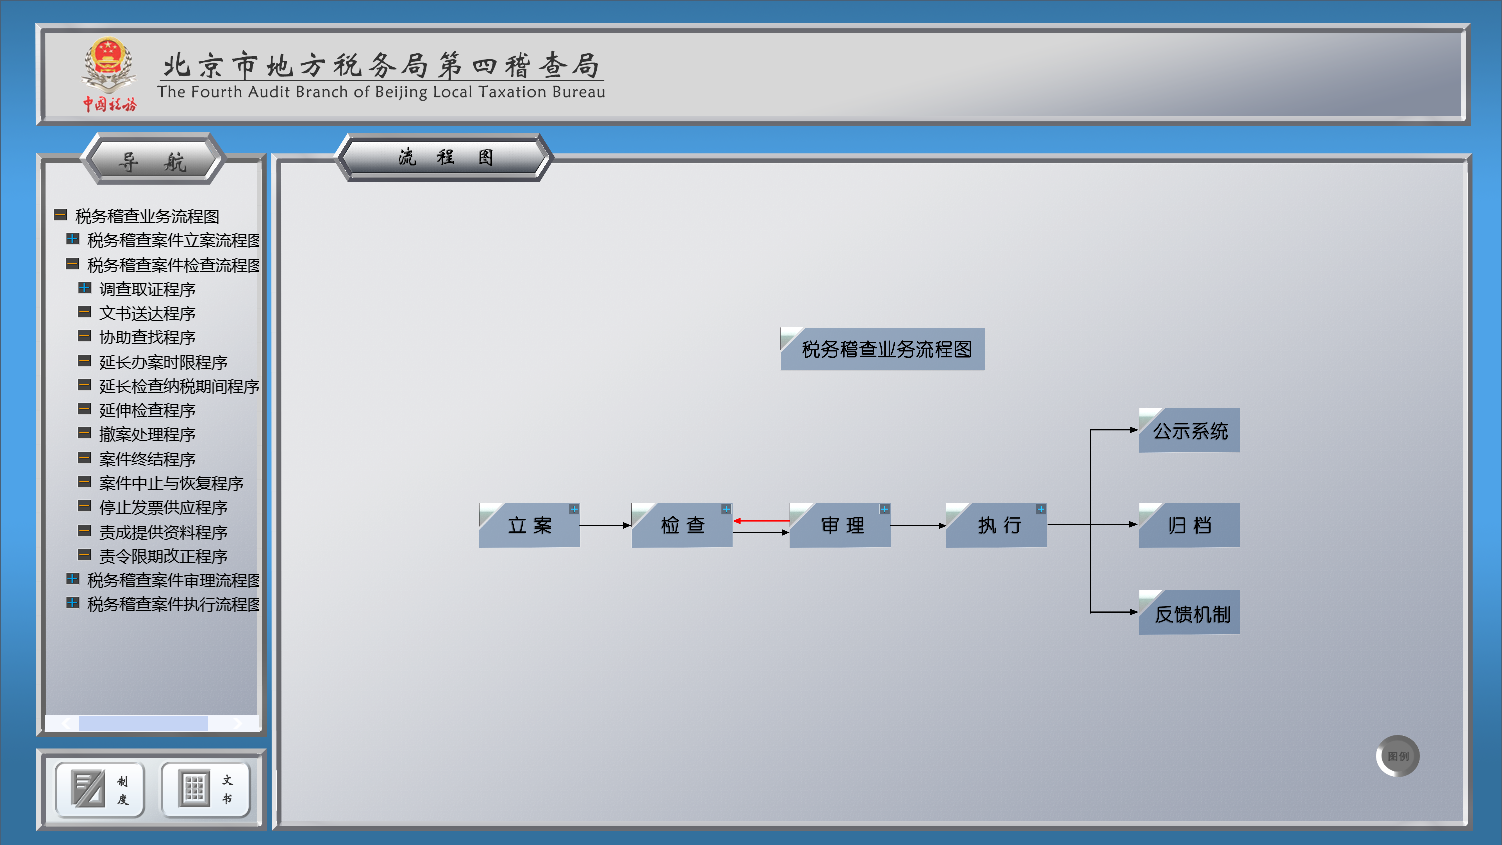 北京市地方税务局第四稽查局
The Fourth Audit Branch of Beijing Local Taxation Bureau
中国税务
导 航
流 程 图
税务稽查业务流程图
税务稽查案件立案流程图
税务稽查案件检查流程图
调查取证程序
文书送达程序
协助查找程序
延长办案时限程序
延长检查纳税期间程序
延伸检查程序
撤案处理程序
案件终结程序
案件中止与恢复程序
停止发票供应程序
责成提供资料程序
责令限期改正程序
税务稽查案件审理流程图
税务稽查案件执行流程图
税务稽查业务流程图
公示系统
立 案
检 查
审 理
执 行
归 档
反馈机制
图例
制度
文书